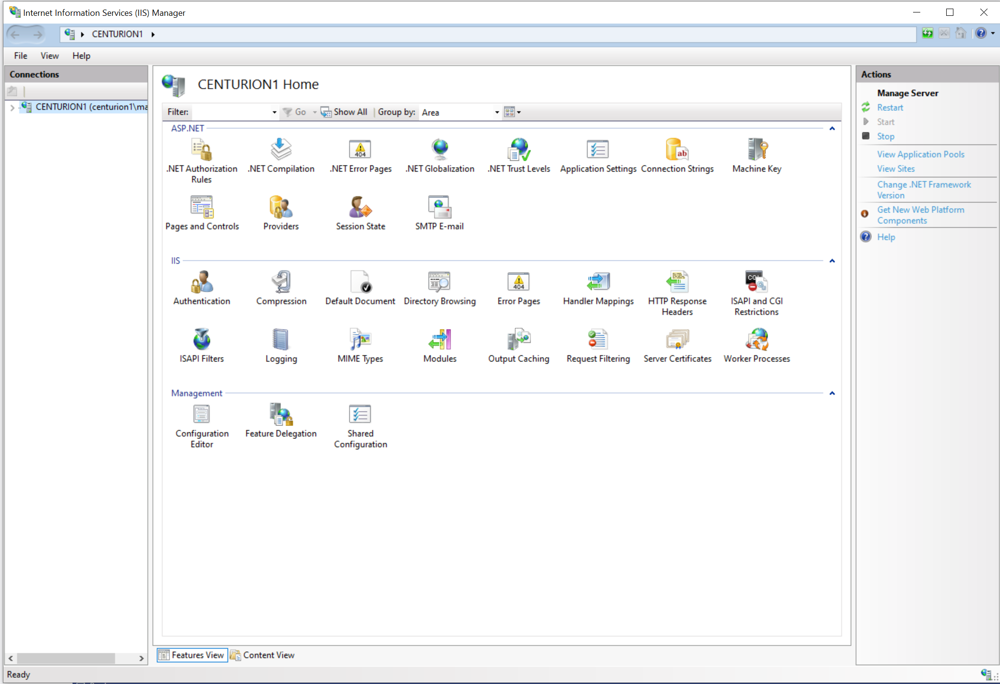 Internet Information Services (IIS) Manager
CENTURION1
File View Help
Connections
CENTURION1 (centurion1\ma
CENTURION1 Home
Filter: Go Show All Group by: Area
ASP.NET
.NET Authorization Rules
.NET Compilation
.NET Error Pages
404
.NET Globalization
.NET Trust Levels
Application Settings
Connection Strings
ab
Machine Key
Pages and Controls
Providers
Session State
SMTP E-mail
IIS
Authentication
Compression
Default Document
Directory Browsing
Error Pages
404
Handler Mappings
HTTP Response Headers
ISAPI and CGI Restrictions
CGI
ISAPI Filters
Logging
MIME Types
Modules
Output Caching
Request Filtering
Server Certificates
Worker Processes
Management
Configuration Editor
Feature Delegation
Shared Configuration
Features View
Content View
Actions
Manage Server
Restart
Start
Stop
View Application Pools
View Sites
Change .NET Framework
Version
Get New Web Platform
Components
Help
Ready